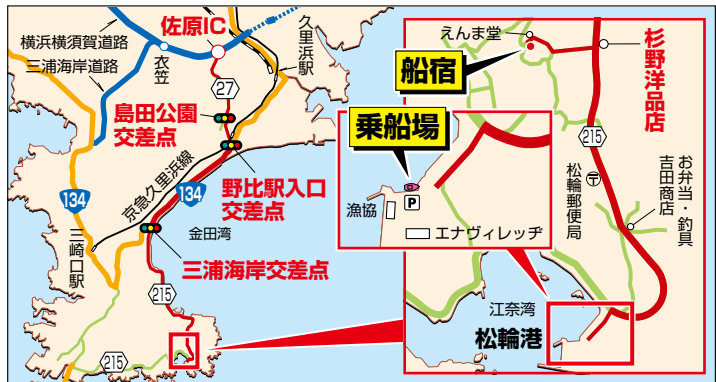 佐原IC
横浜横須賀道路
衣笠
三浦海岸道路
久里浜駅
27
島田公園
交差点
134
京急久里浜線
134
野比駅入口
交差点
金田湾
三崎口駅
三浦海岸交差点
215
215
えんま堂
船宿
杉野洋品店
乗船場
P
漁協
エナヴィレッヂ
215
〒
松輪郵便局
お弁当・釣具
吉田商店
江奈湾
松輪港